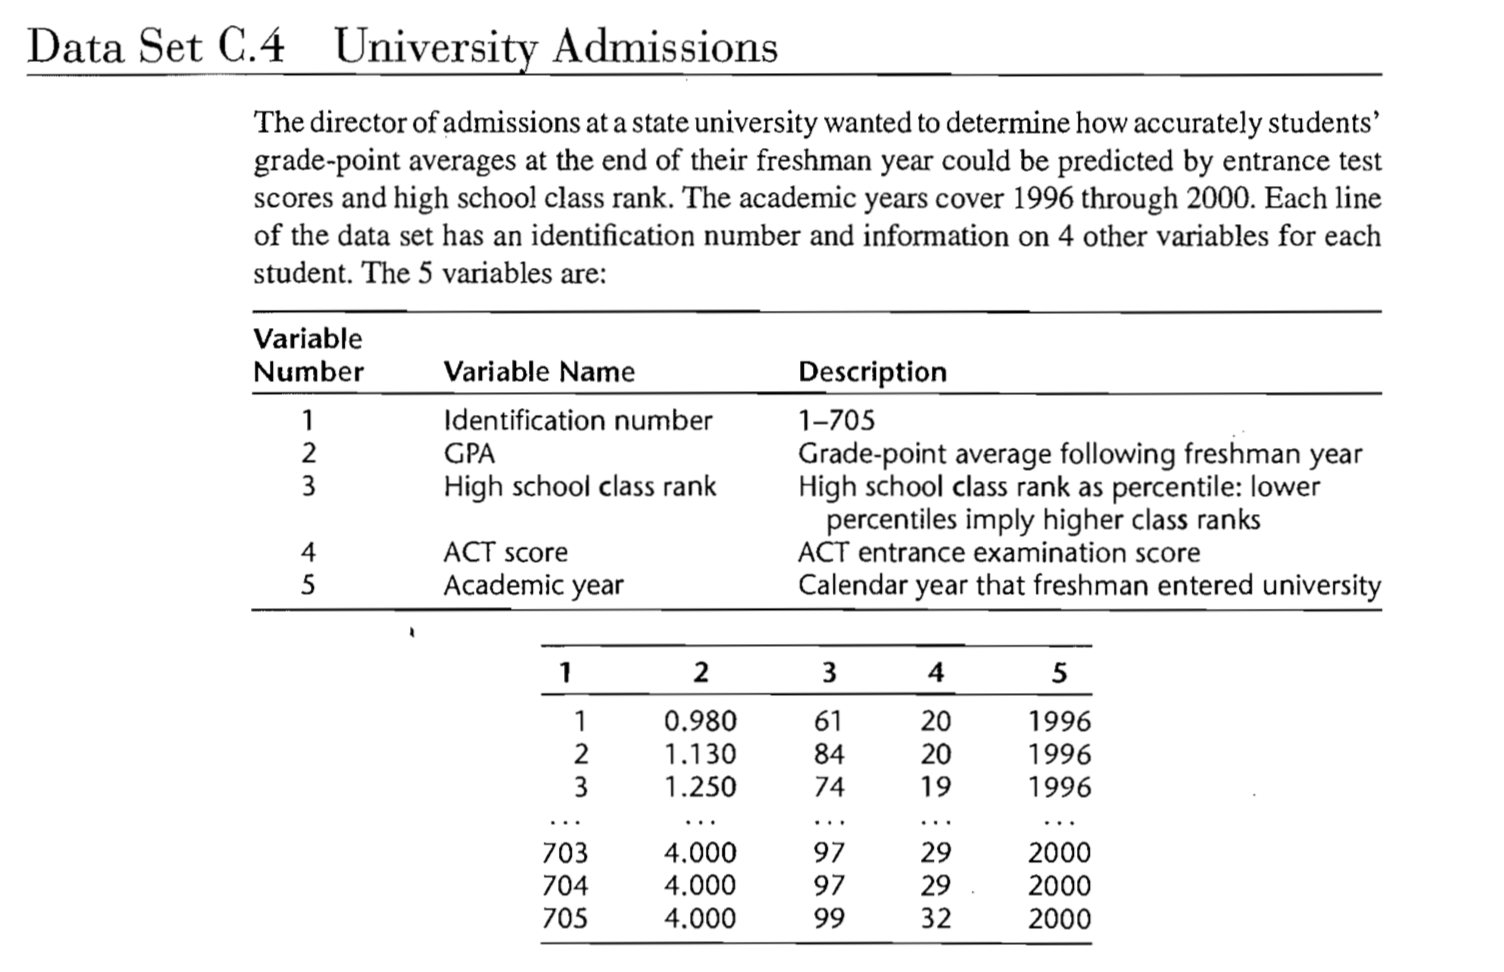 Data Set C.4 University Admissions
The director of admissions at a state university wanted to determine how accurately students'
grade-point averages at the end of their freshman year could be predicted by entrance test
scores and high school class rank. The academic years cover 1996 through 2000. Each line
of the data set has an identification number and information on 4 other variables for each
student. The 5 variables are:
Variable
Number Variable Name Description
1 Identification number 1–705
2 GPA Grade-point average following freshman year
3 High school class rank High school class rank as percentile: lower
percentiles imply higher class ranks
4 ACT score ACT entrance examination score
5 Academic year Calendar year that freshman entered university
1 2 3 4 5
1 0.980 61 20 1996
2 1.130 84 20 1996
3 1.250 74 19 1996
... ... ... ... ...
703 4.000 97 29 2000
704 4.000 97 29 2000
705 4.000 99 32 2000